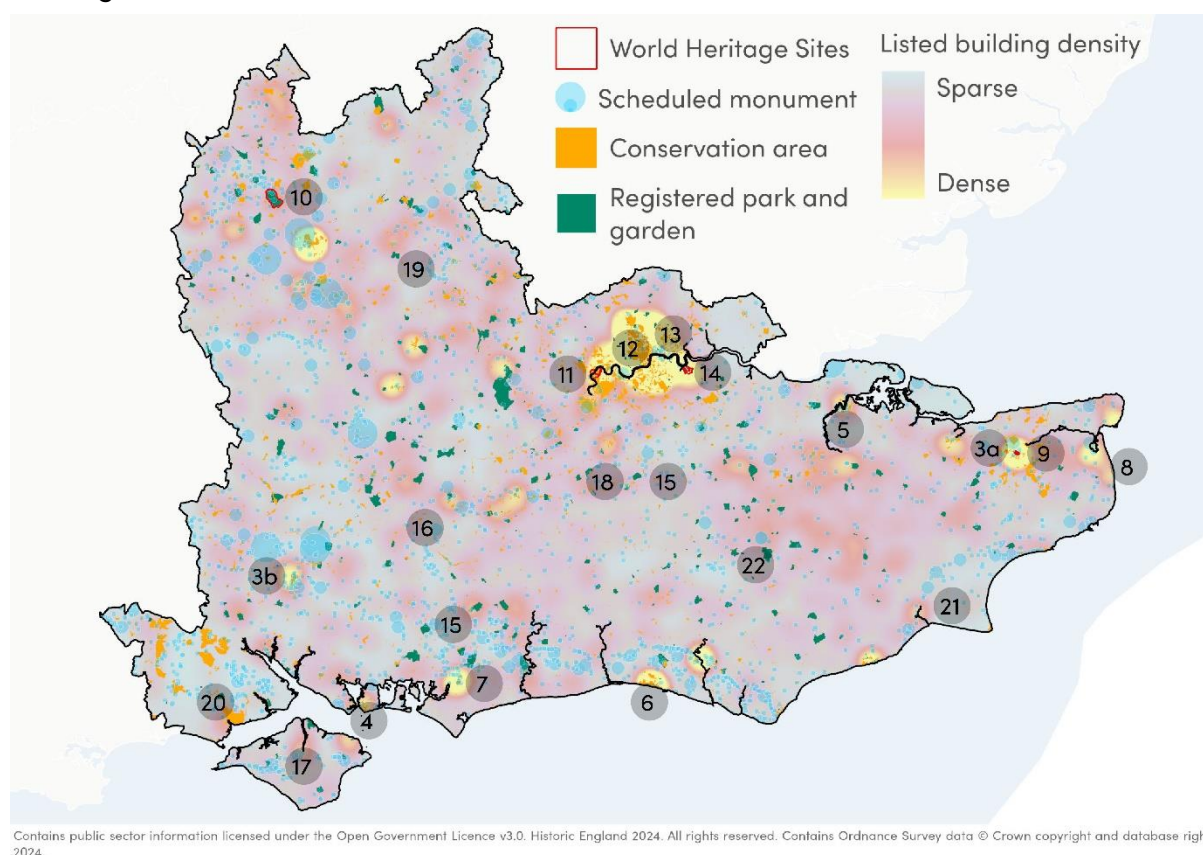 World Heritage Sites
Scheduled monument
Conservation area
Registered park and
garden
Listed building density
Sparse
Dense
10
19
13
12
11
14
5
3a
9
8
18
15
16
22
3b
21
15
7
6
20
4
17
Contains public sector information licensed under the Open Government Licence v3.0. Historic England 2024. All rights reserved. Contains Ordnance Survey data © Crown copyright and database righ
2024.